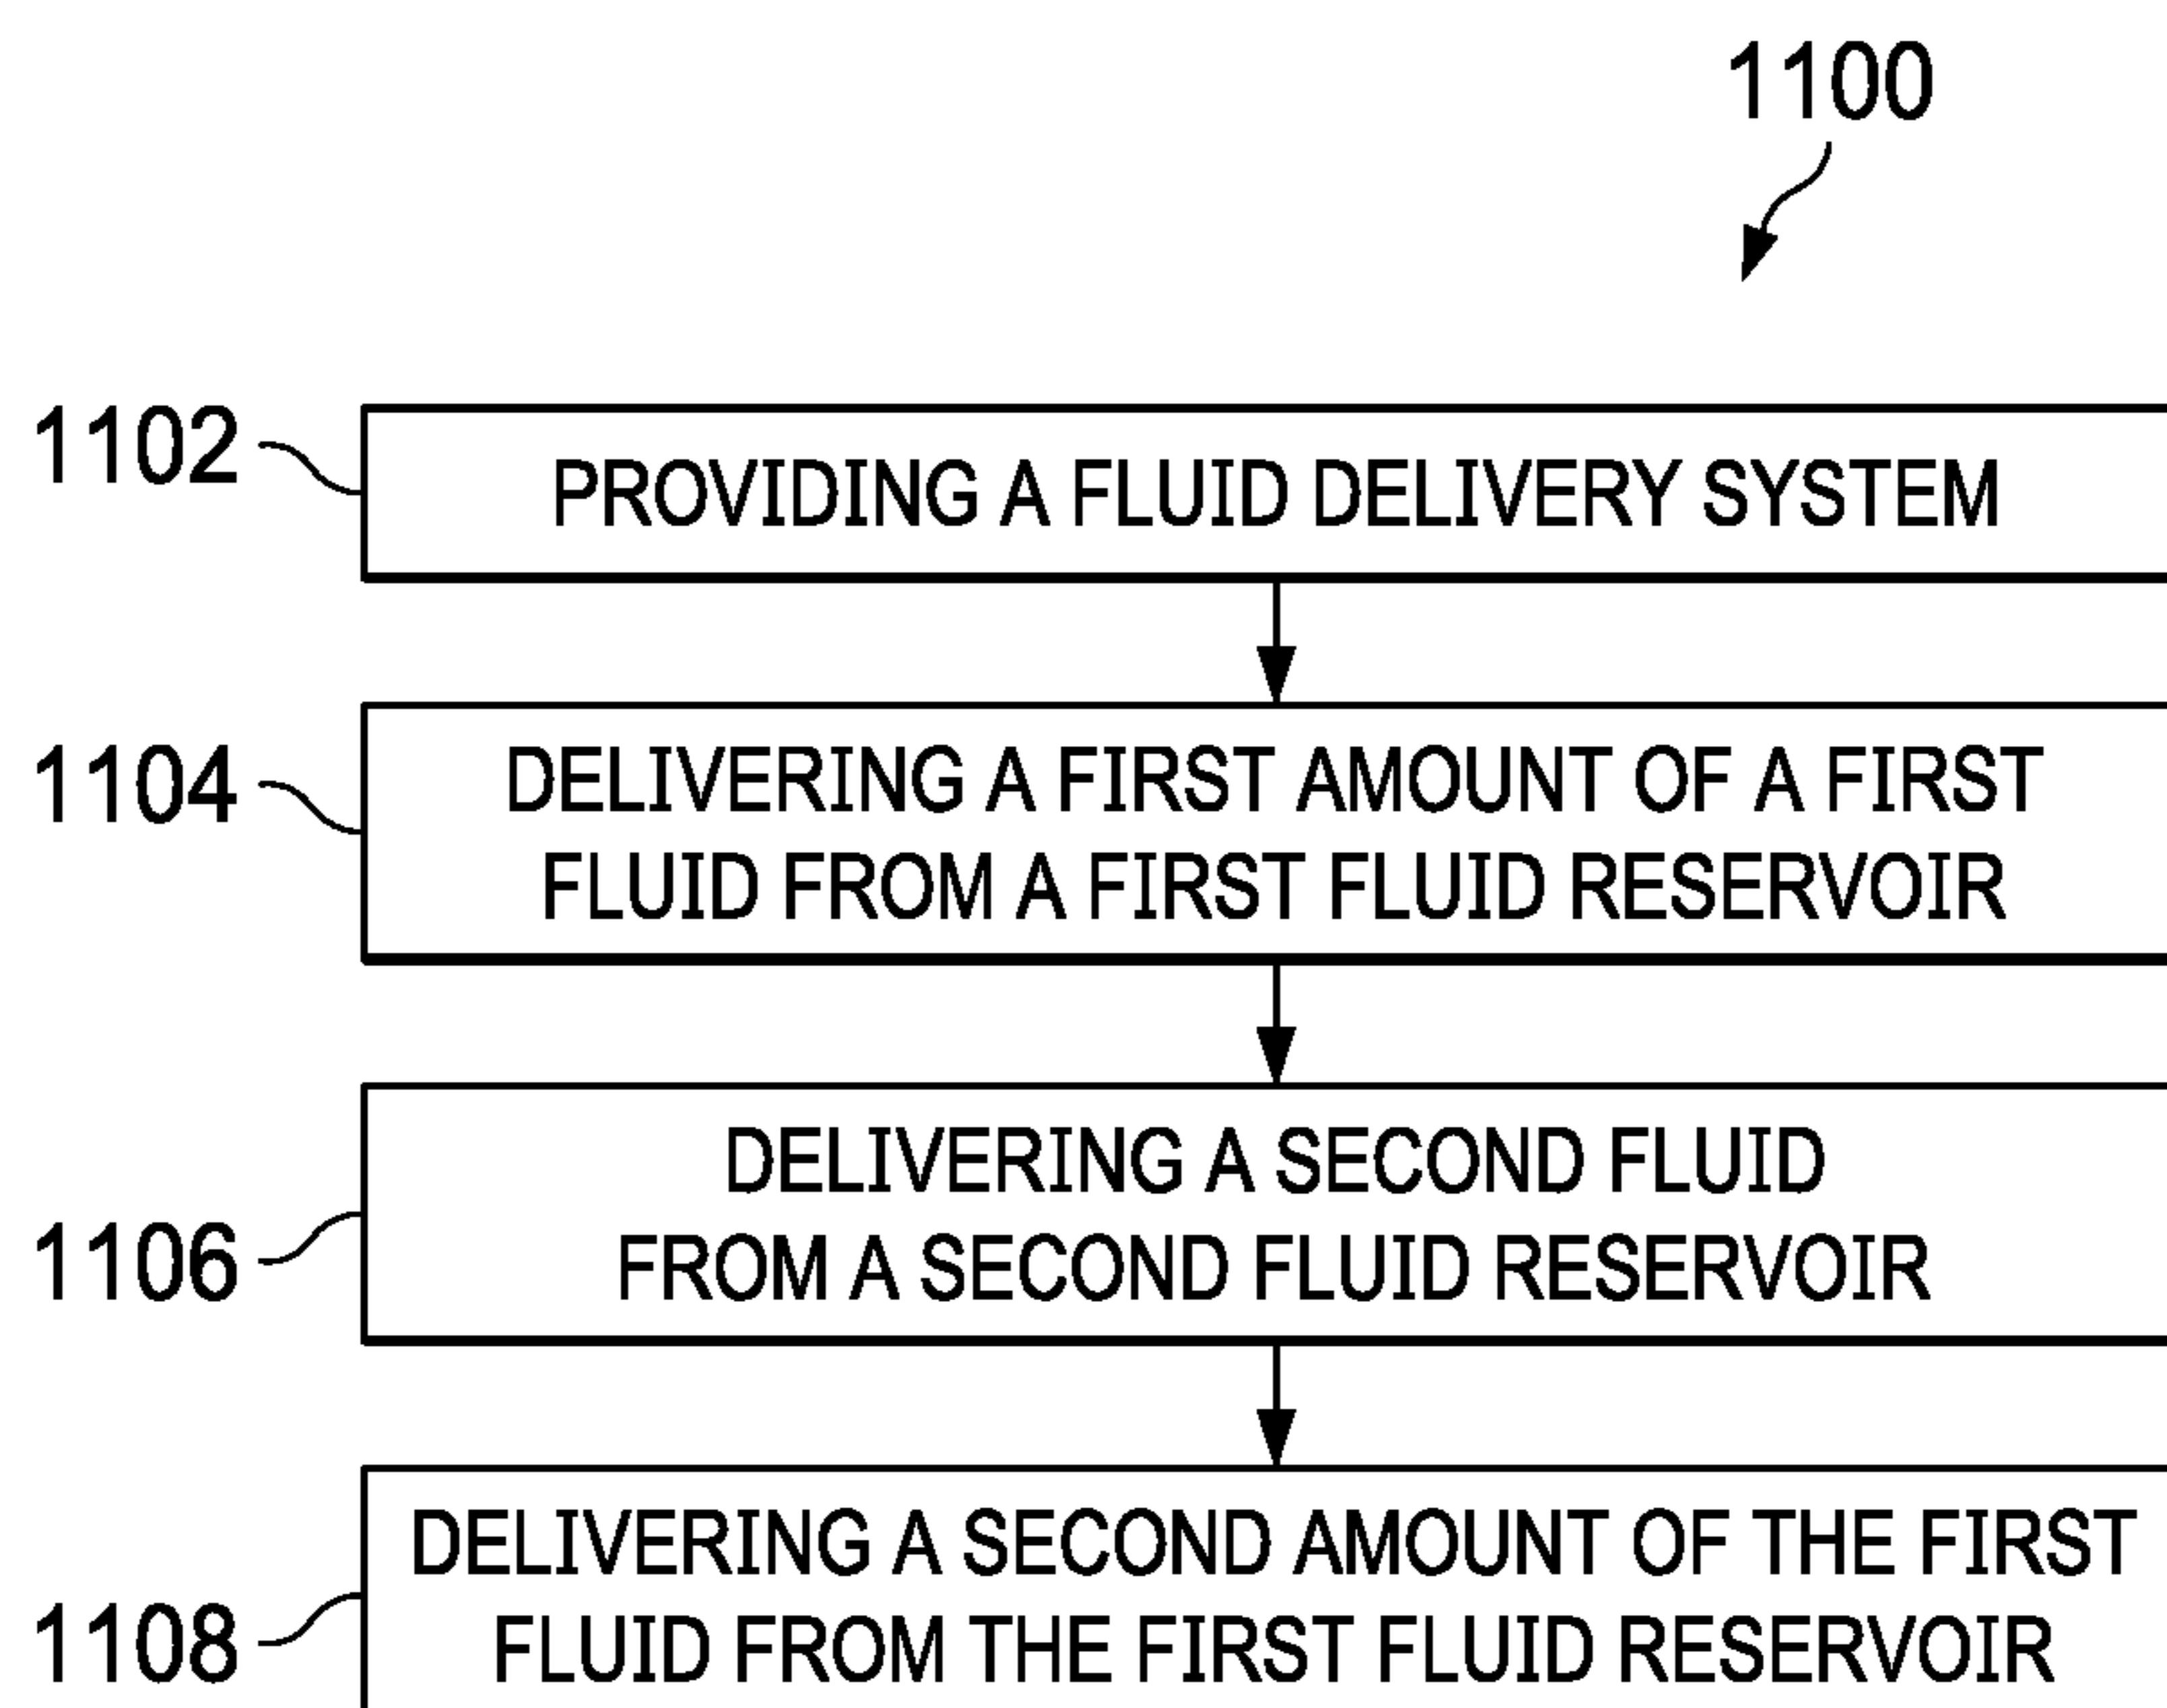 1100
1102
PROVIDING A FLUID DELIVERY SYSTEM
1104
DELIVERING A FIRST AMOUNT OF A FIRST
FLUID FROM A FIRST FLUID RESERVOIR
1106
DELIVERING A SECOND FLUID
FROM A SECOND FLUID RESERVOIR
1108
DELIVERING A SECOND AMOUNT OF THE FIRST
FLUID FROM THE FIRST FLUID RESERVOIR